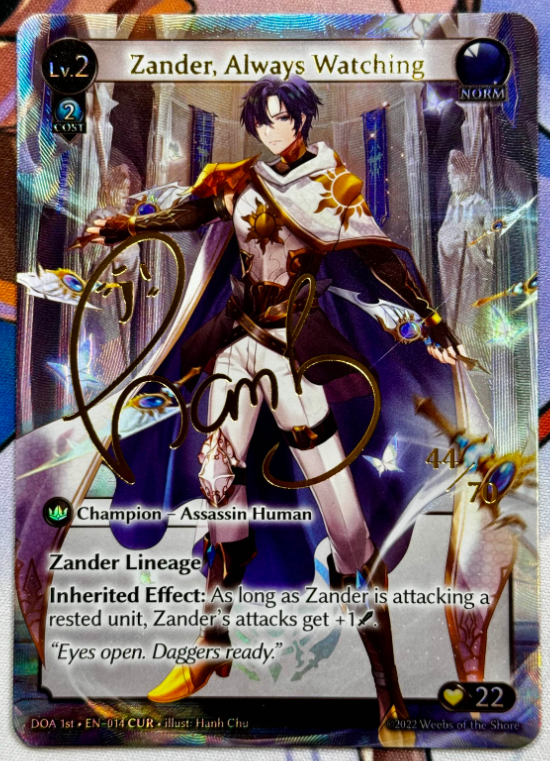 Lv.2
Zander, Always Watching
NORM
2
COST
44
70
Champion – Assassin Human
Zander Lineage
Inherited Effect: As long as Zander is attacking a
rested unit, Zander's attacks get +1.
“Eyes open. Daggers ready.”
22
DOA 1st • EN-014 CUR • illust: Hanh Chu
©2022 Weebs of the Shore